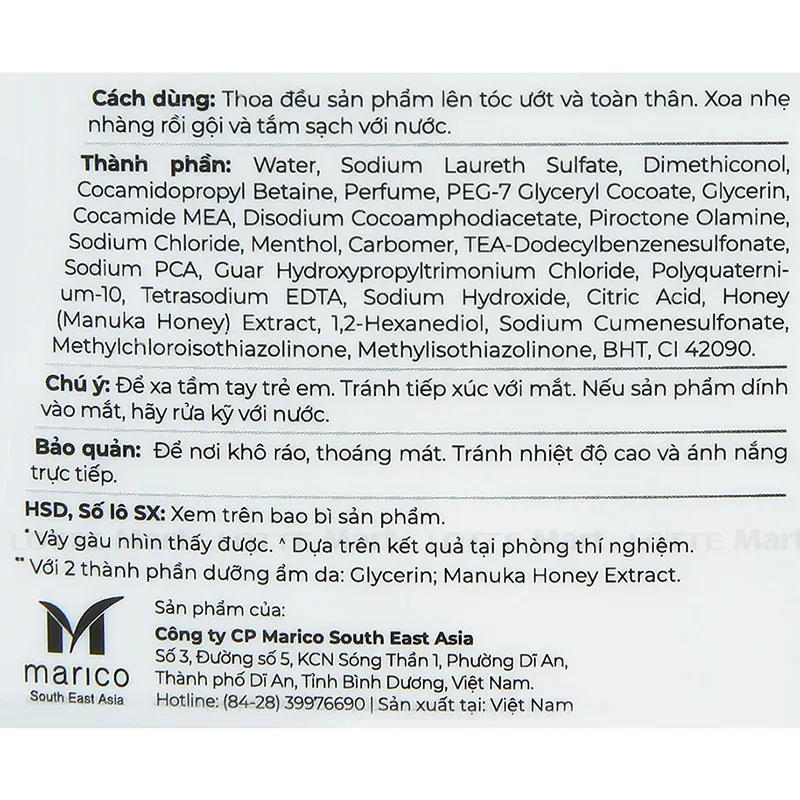 Cách dùng: Thoa đều sản phẩm lên tóc ướt và toàn thân. Xoa nhẹ
nhàng rồi gội và tắm sạch với nước.
Thành phần: Water, Sodium Laureth Sulfate, Dimethiconol,
Cocamidopropyl Betaine, Perfume, PEG-7 Glyceryl Cocoate, Glycerin,
Cocamide MEA, Disodium Cocoamphodiacetate, Piroctone Olamine,
Sodium Chloride, Menthol, Carbomer, TEA-Dodecylbenzenesulfonate,
Sodium PCA, Guar Hydroxypropyltrimonium Chloride, Polyquaterni-
um-10, Tetrasodium EDTA, Sodium Hydroxide, Citric Acid, Honey
(Manuka Honey) Extract, 1,2-Hexanediol, Sodium Cumenesulfonate,
Methylchloroisothiazolinone, Methylisothiazolinone, BHT, CI 42090.
Chú ý: Để xa tầm tay trẻ em. Tránh tiếp xúc với mắt. Nếu sản phẩm dính
vào mắt, hãy rửa kỹ với nước.
Bảo quản: Để nơi khô ráo, thoáng mát. Tránh nhiệt độ cao và ánh nắng
trực tiếp.
HSD, Số lô SX: Xem trên bao bì sản phẩm.
*Vảy gàu nhìn thấy được. ^Dựa trên kết quả tại phòng thí nghiệm.
LOTTE Mart LOTTE Mart LOTTE Mart LOTTE Mart
**Với 2 thành phần dưỡng ẩm da: Glycerin; Manuka Honey Extract.
marico
South East Asia
Sản phẩm của:
Công ty CP Marico South East Asia
Số 3, Đường số 5, KCN Sóng Thần 1, Phường Dĩ An,
Thành phố Dĩ An, Tỉnh Bình Dương, Việt Nam.
Hotline: (84-28) 39976690 | Sản xuất tại: Việt Nam